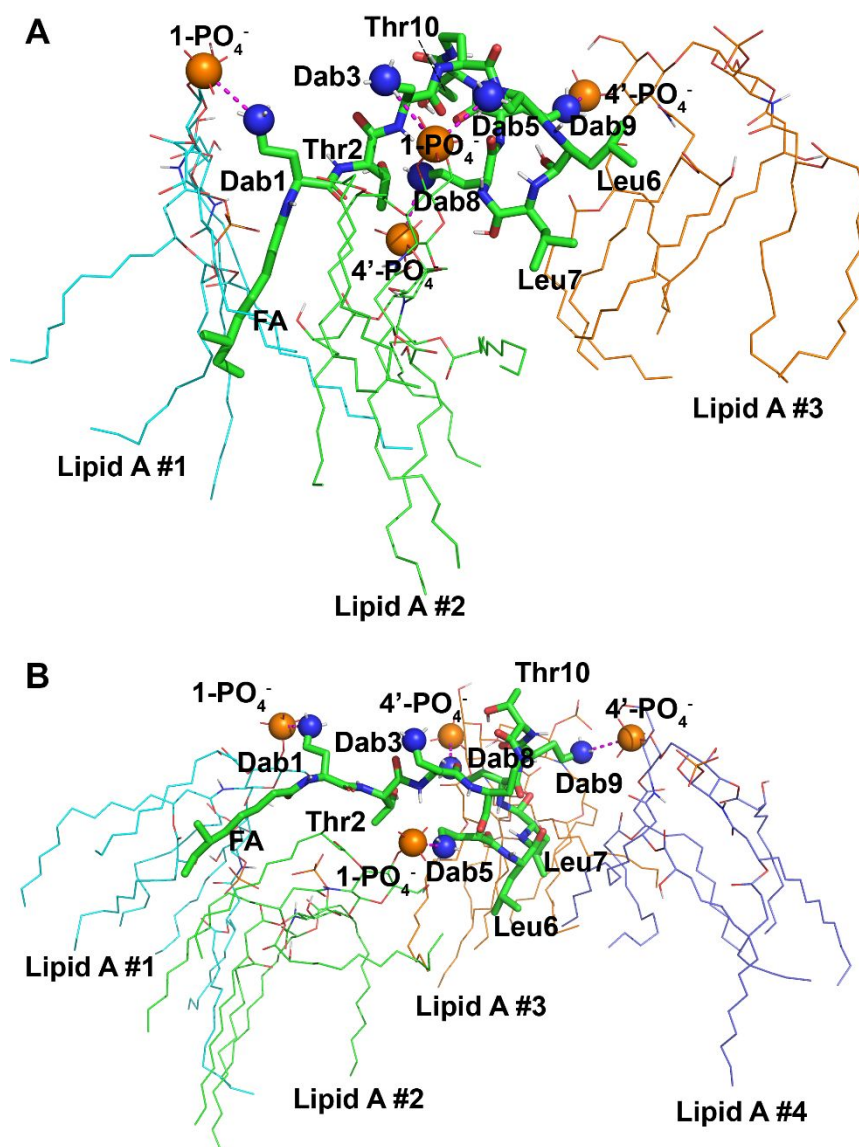 A
1-PO4-
Thr10
Dab3
4'-PO4-
Dab5
Dab9
1-PO4-
Thr2
Leu6
Dab1
Dab8
4'-PO4-
Leu7
FA
Lipid A #1
Lipid A #3
Lipid A #2
B
Thr10
1-PO4-
4'-PO4-
4'-PO4-
Dab3
Dab8
Dab1
Dab9
FA
Thr2
Leu7
1-PO4-
Dab5
Leu6
Lipid A #1
Lipid A #3
Lipid A #2
Lipid A #4